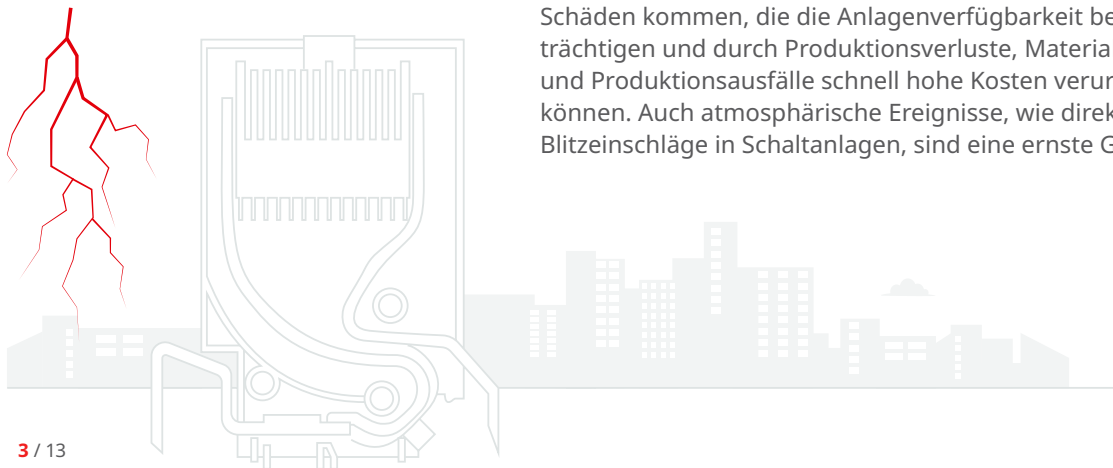 Schäden kommen, die die Anlagenverfügbarkeit be
trächtigen und durch Produktionsverluste, Materia
und Produktionsausfälle schnell hohe Kosten verur
können. Auch atmosphärische Ereignisse, wie direk
Blitzeinschläge in Schaltanlagen, sind eine ernste G
3 / 13